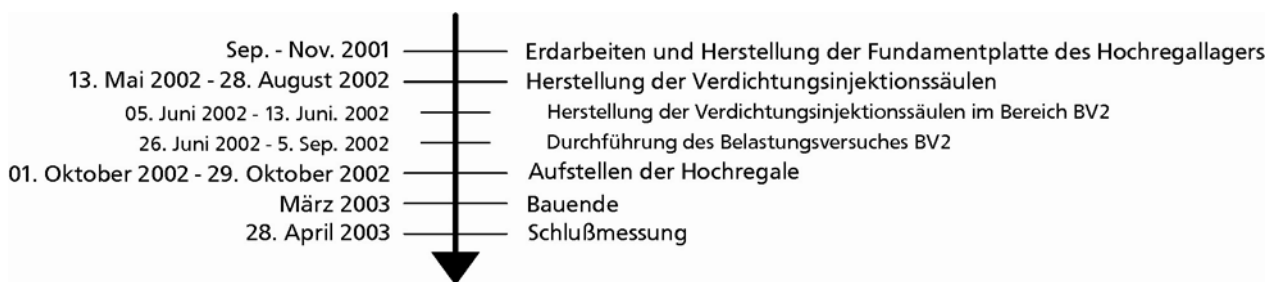 Sep. - Nov. 2001 Erdarbeiten und Herstellung der Fundamentplatte des Hochregallagers
13. Mai 2002 - 28. August 2002 Herstellung der Verdichtungsinjektionssäulen
05. Juni 2002 - 13. Juni. 2002 Herstellung der Verdichtungsinjektionssäulen im Bereich BV2
26. Juni 2002 - 5. Sep. 2002 Durchführung des Belastungsversuches BV2
01. Oktober 2002 - 29. Oktober 2002 Aufstellen der Hochregale
März 2003 Bauende
28. April 2003 Schlußmessung